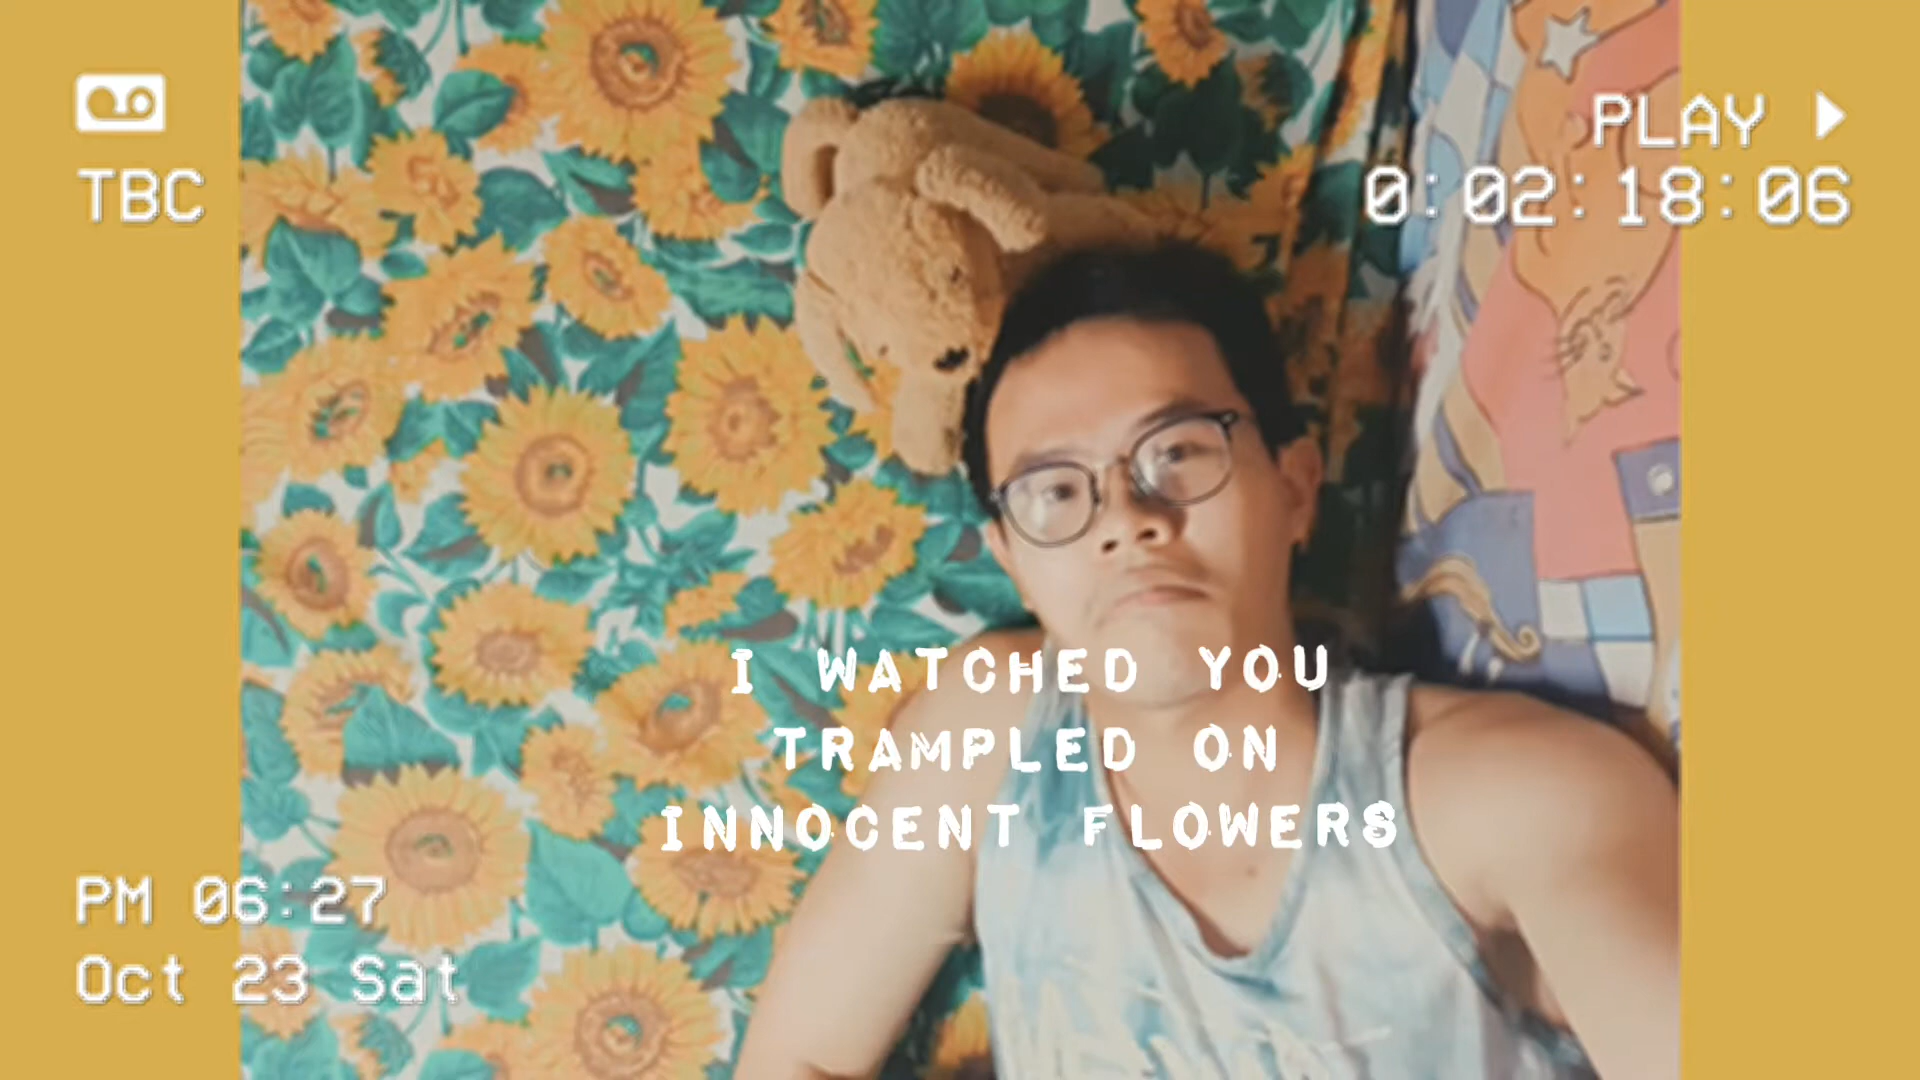 TBC
PLAY
0:02:18:06
I WATCHED YOU
TRAMPLED ON
INNOCENT FLOWERS
PM 06:27
Oct 23 Sat